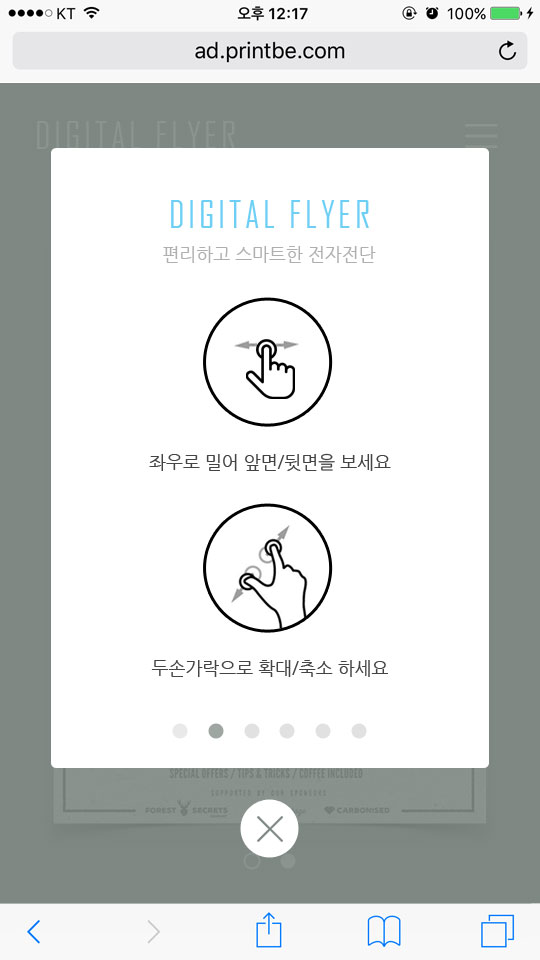 KT 오후 12:17 100%
ad.printbe.com
DIGITAL FLYER
DIGITAL FLYER
편리하고 스마트한 전자전단
좌우로 밀어 앞면/뒷면을 보세요
두손가락으로 확대/축소 하세요
SPECIAL OFFERS / TIPS & TRICKS / COFFEE INCLUDED
SUPPORTED BY OUR SPONSORS
FOREST SECRETS CARBONISED